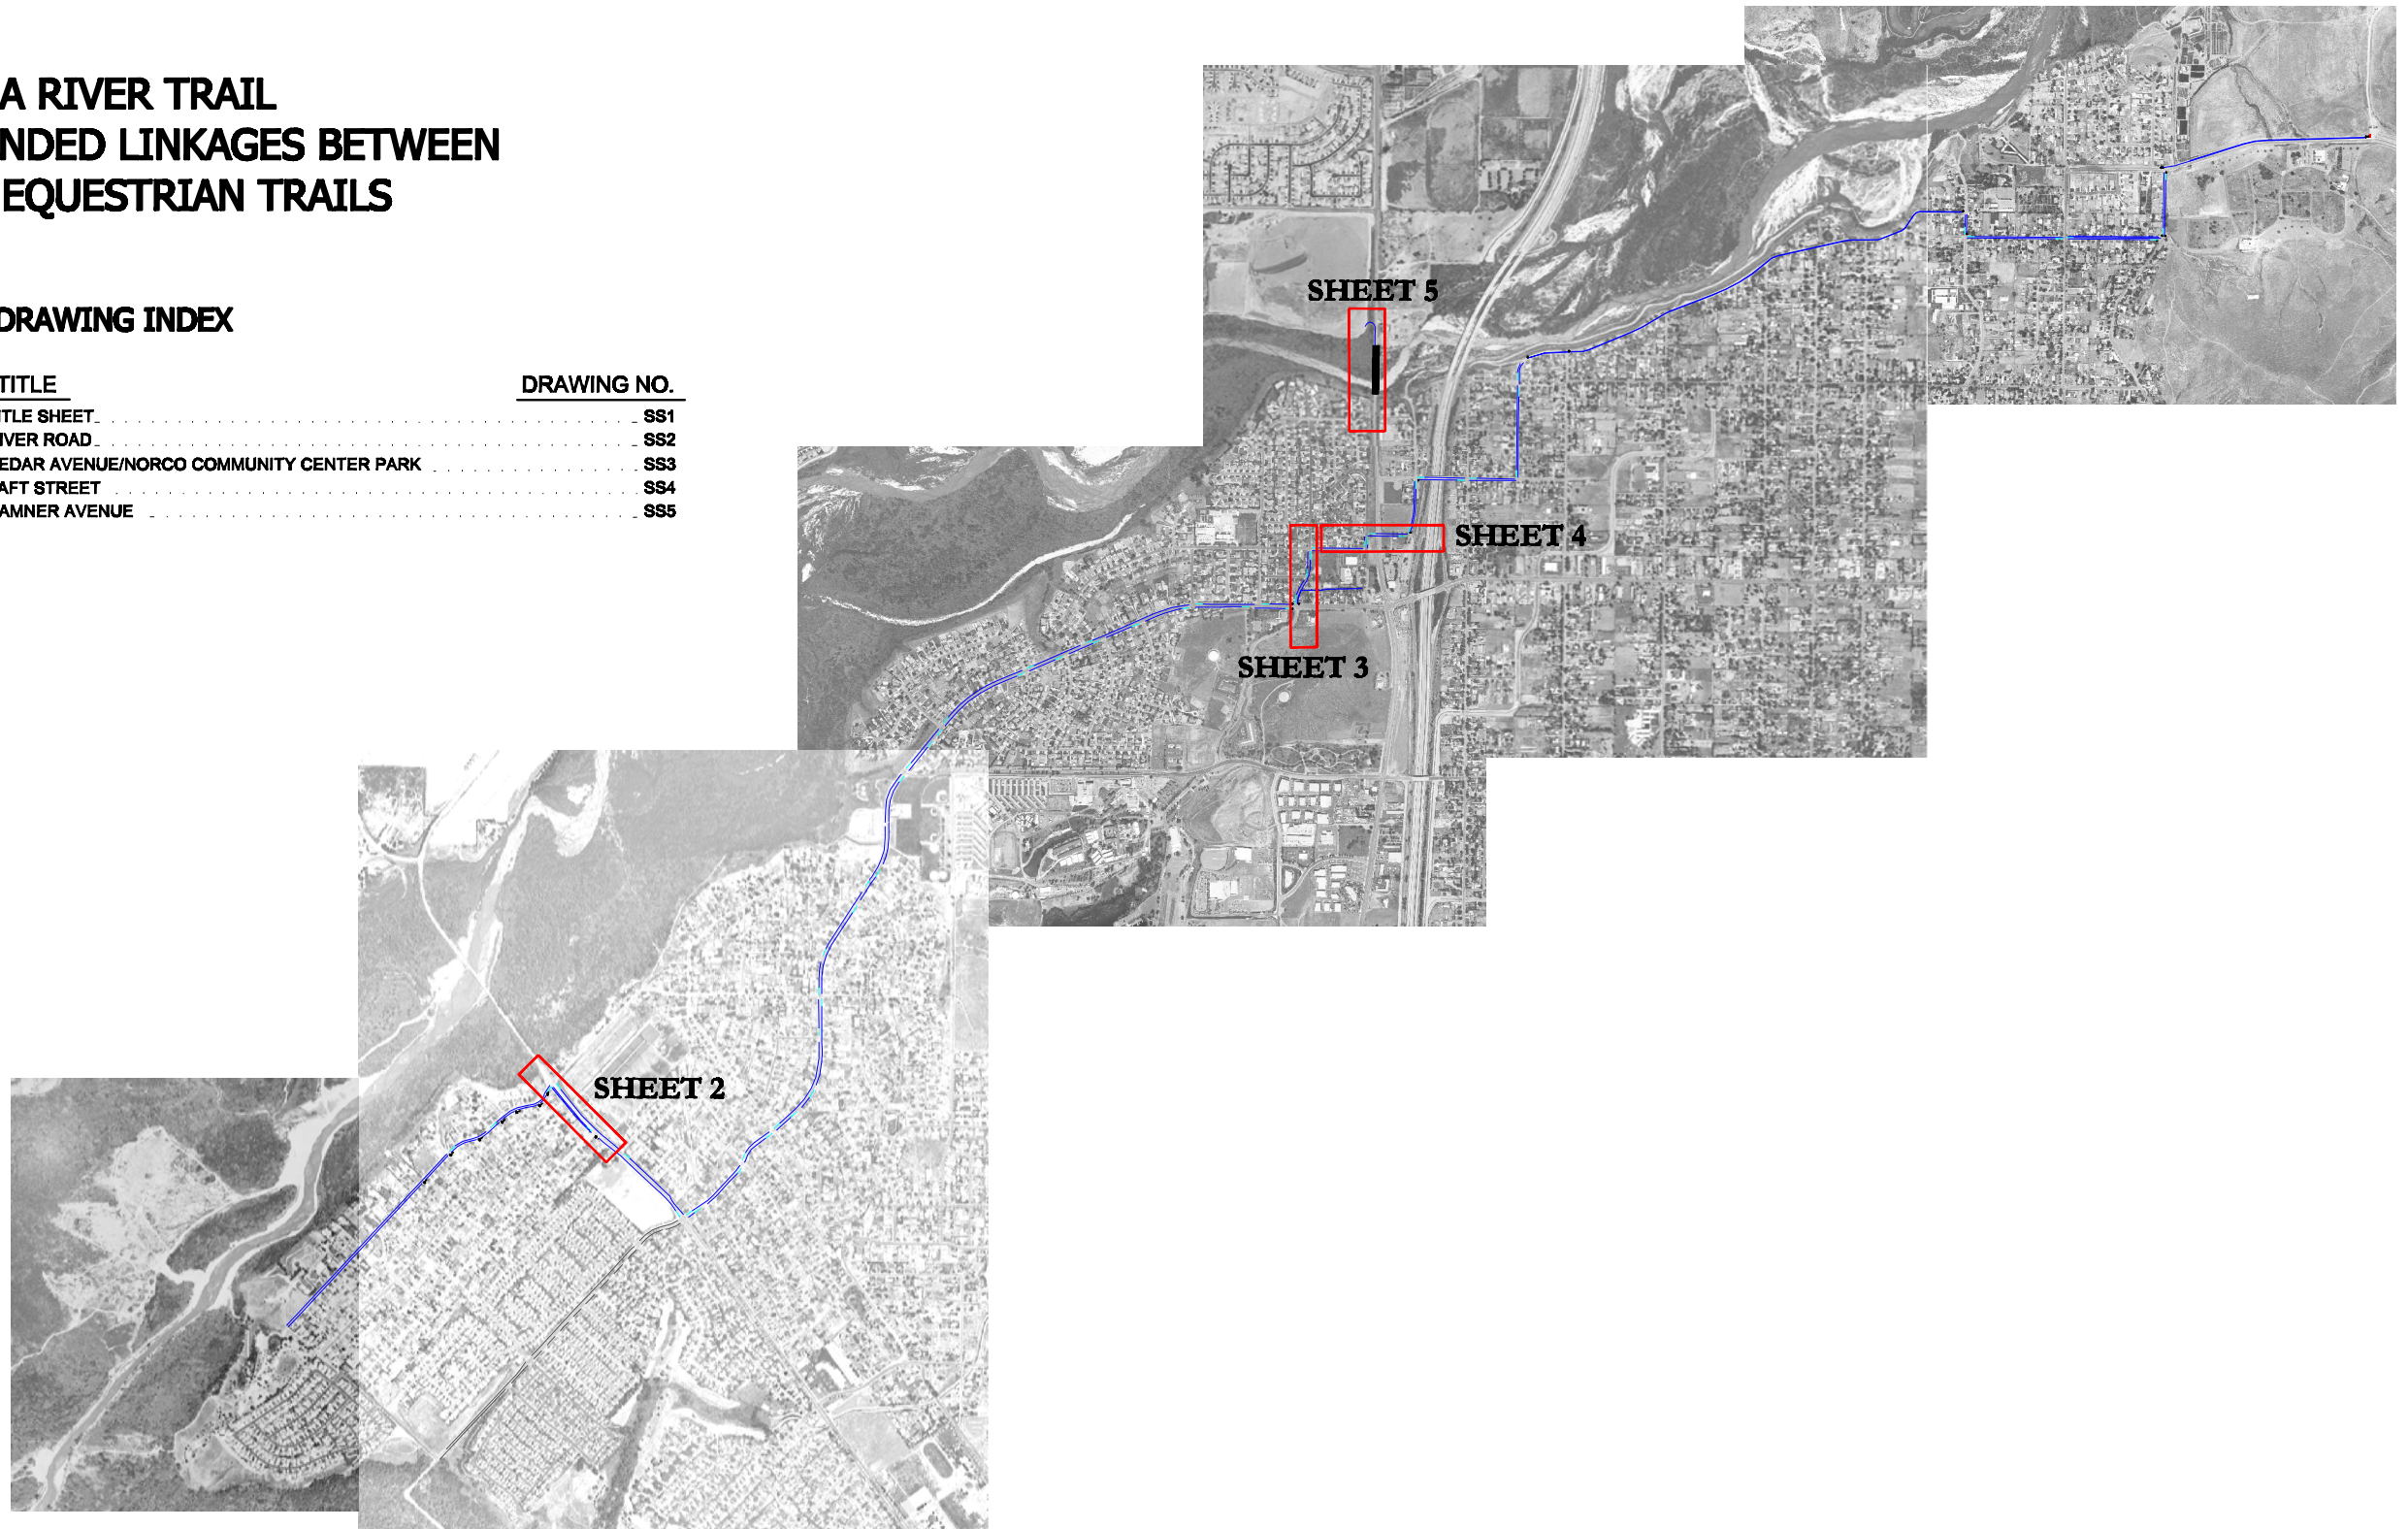 A RIVER TRAIL
NDED LINKAGES BETWEEN
EQUESTRIAN TRAILS
DRAWING INDEX
TITLE DRAWING NO.
TLE SHEET SS1
VER ROAD SS2
EDAR AVENUE/NORCO COMMUNITY CENTER PARK SS3
AFT STREET SS4
AMNER AVENUE SS5
SHEET 5
SHEET 4
SHEET 3
SHEET 2